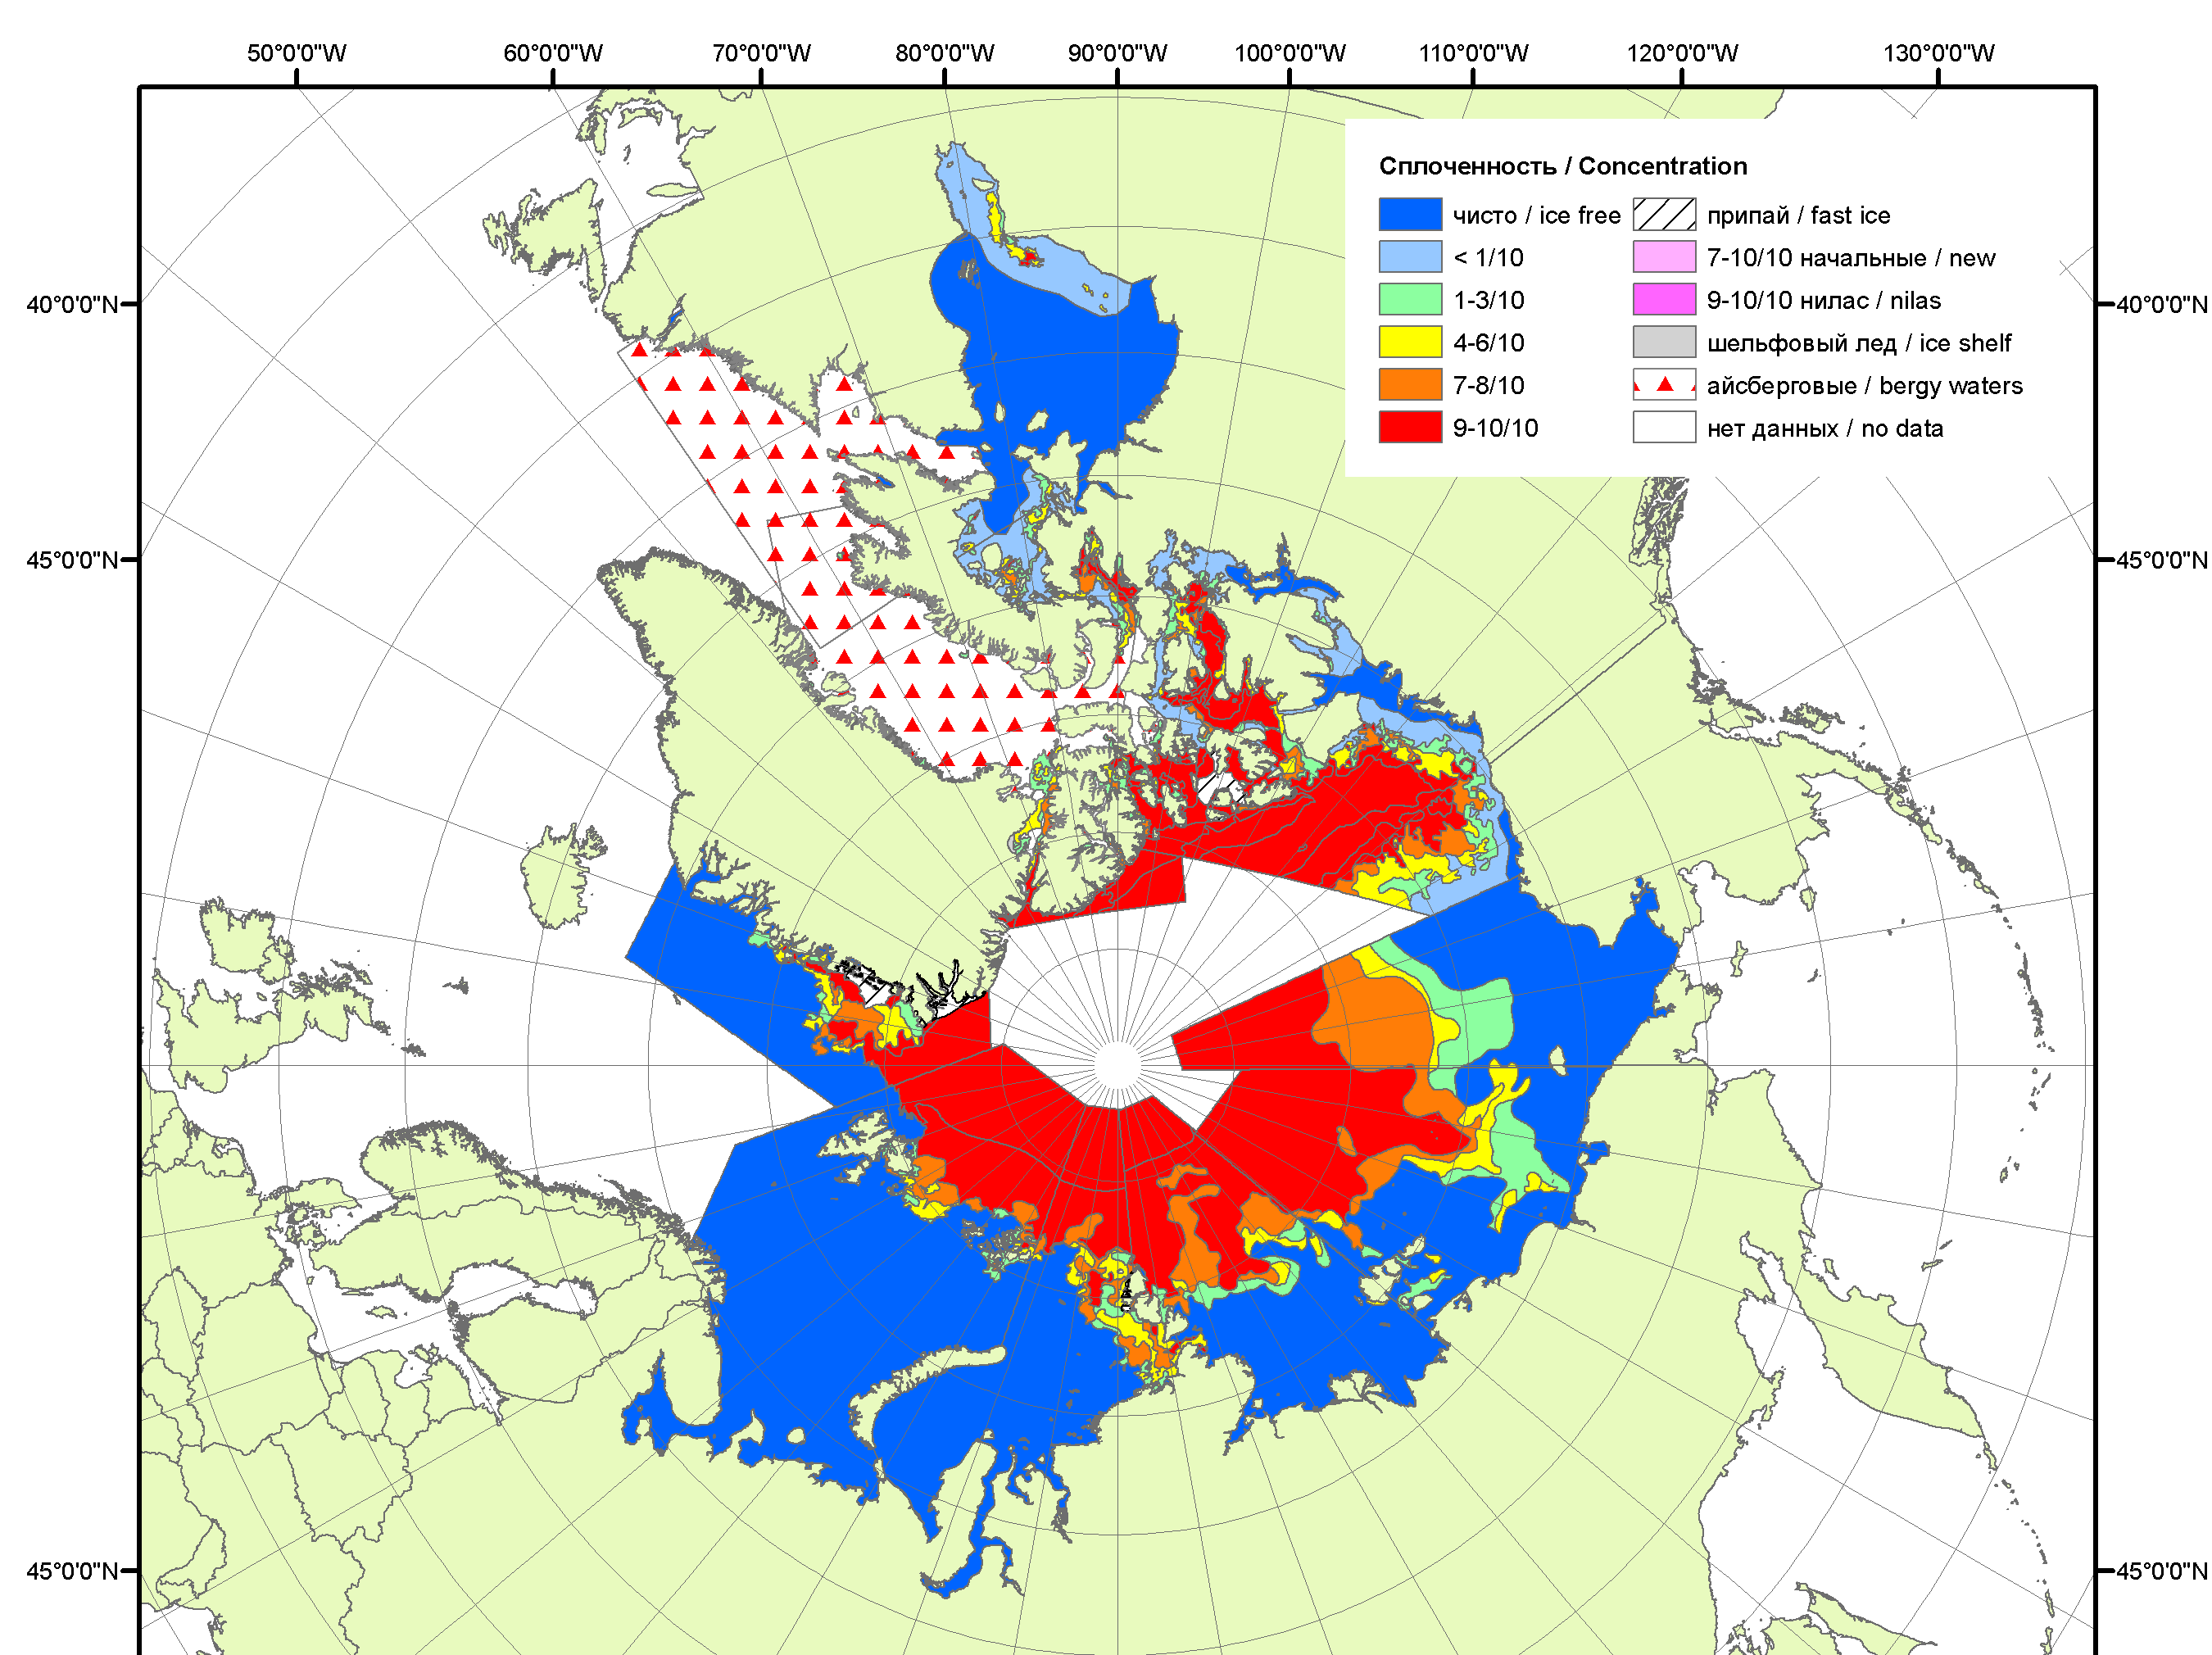 50°0'0"W 60°0'0"W 70°0'0"W 80°0'0"W 90°0'0"W 100°0'0"W 110°0'0"W 120°0'0"W 130°0'0"W
Сплоченность / Concentration
чисто / ice free припай / fast ice
< 1/10 7-10/10 начальные / new
1-3/10 9-10/10 нилас / nilas
4-6/10 шельфовый лед / ice shelf
7-8/10 айсберговые / bergy waters
9-10/10 нет данных / no data
40°0'0"N 40°0'0"N
45°0'0"N 45°0'0"N
45°0'0"N 45°0'0"N